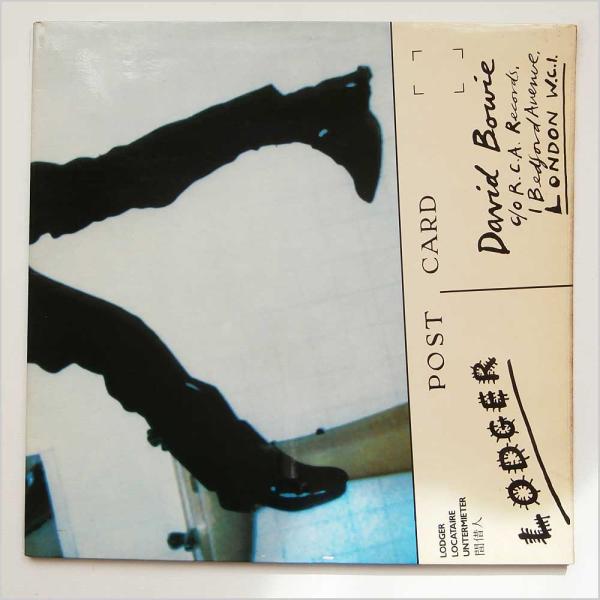 POST CARD
David Bowie
c/o R.C.A. Records,
1 Bedford Avenue,
LONDON W.C.1.
LODGER
LODGER
LOCATAIRE
UNTERMIETER
間借人